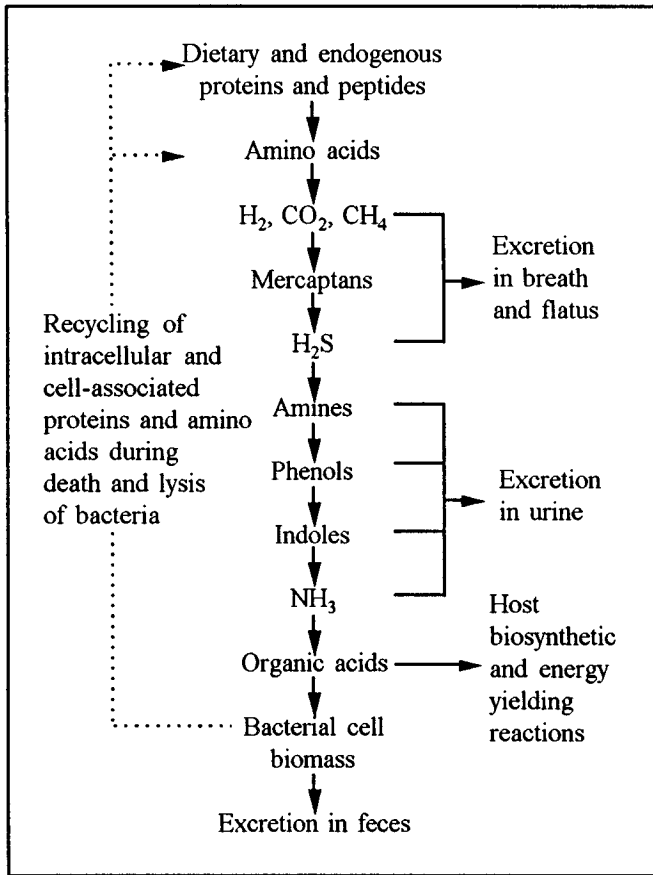 Dietary and endogenous
proteins and peptides
Amino acids
H₂, CO₂, CH₄
Mercaptans
H₂S
Amines
Phenols
Indoles
NH₃
Organic acids
Bacterial cell
biomass
Excretion in feces
Excretion
in breath
and flatus
Excretion
in urine
Host
biosynthetic
and energy
yielding
reactions
Recycling of
intracellular and
cell-associated
proteins and amino
acids during
death and lysis
of bacteria